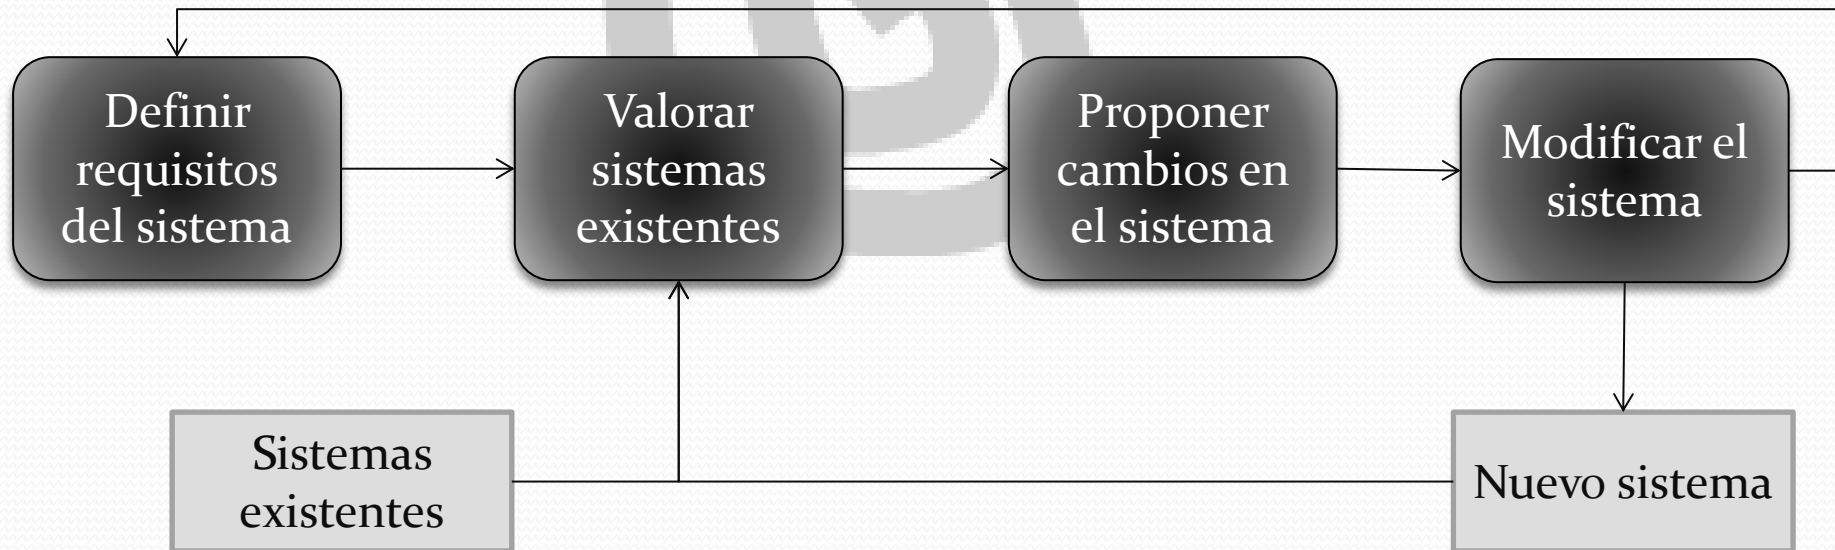 Definir
requisitos
del sistema
Valorar
sistemas
existentes
Proponer
cambios en
el sistema
Modificar el
sistema
Sistemas
existentes
Nuevo sistema